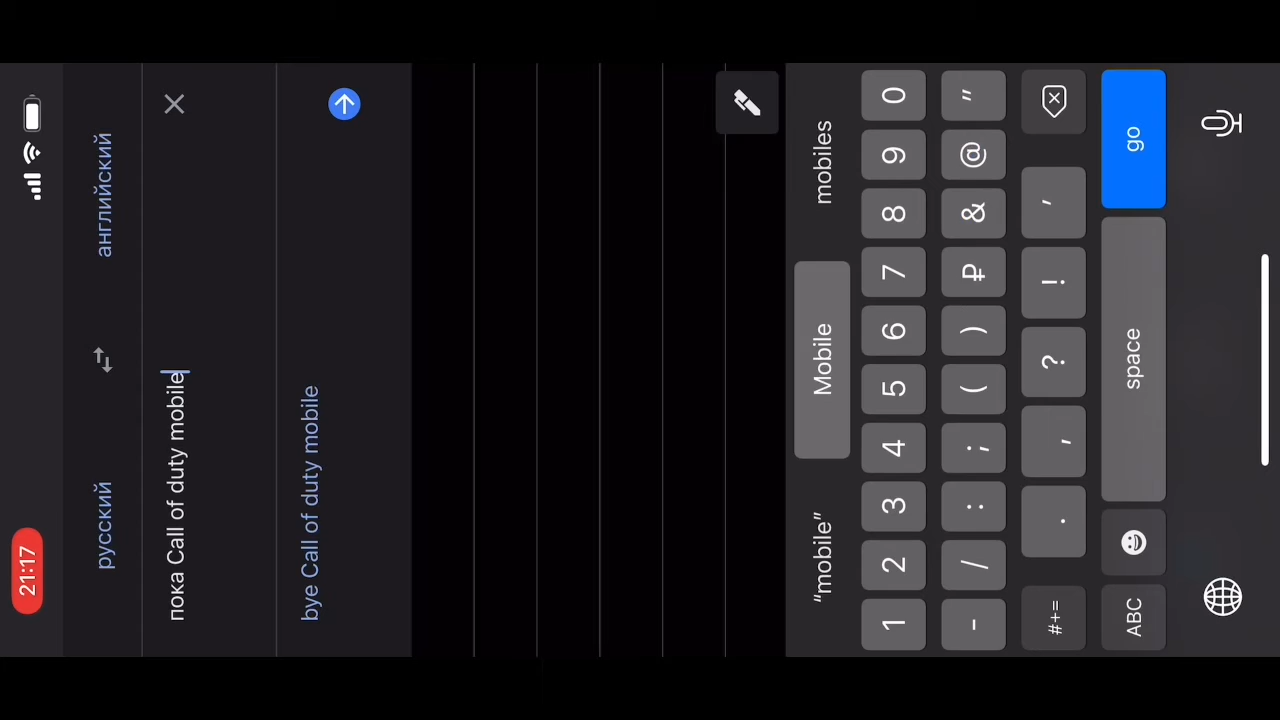 21:17
русский
английский
пока Call of duty mobile
bye Call of duty mobile
“mobile”
Mobile
mobiles
1 2 3 4 5 6 7 8 9 0
- / : ; ( ) ₽ & @ "
#+= . , ? ! '
ABC
space
go